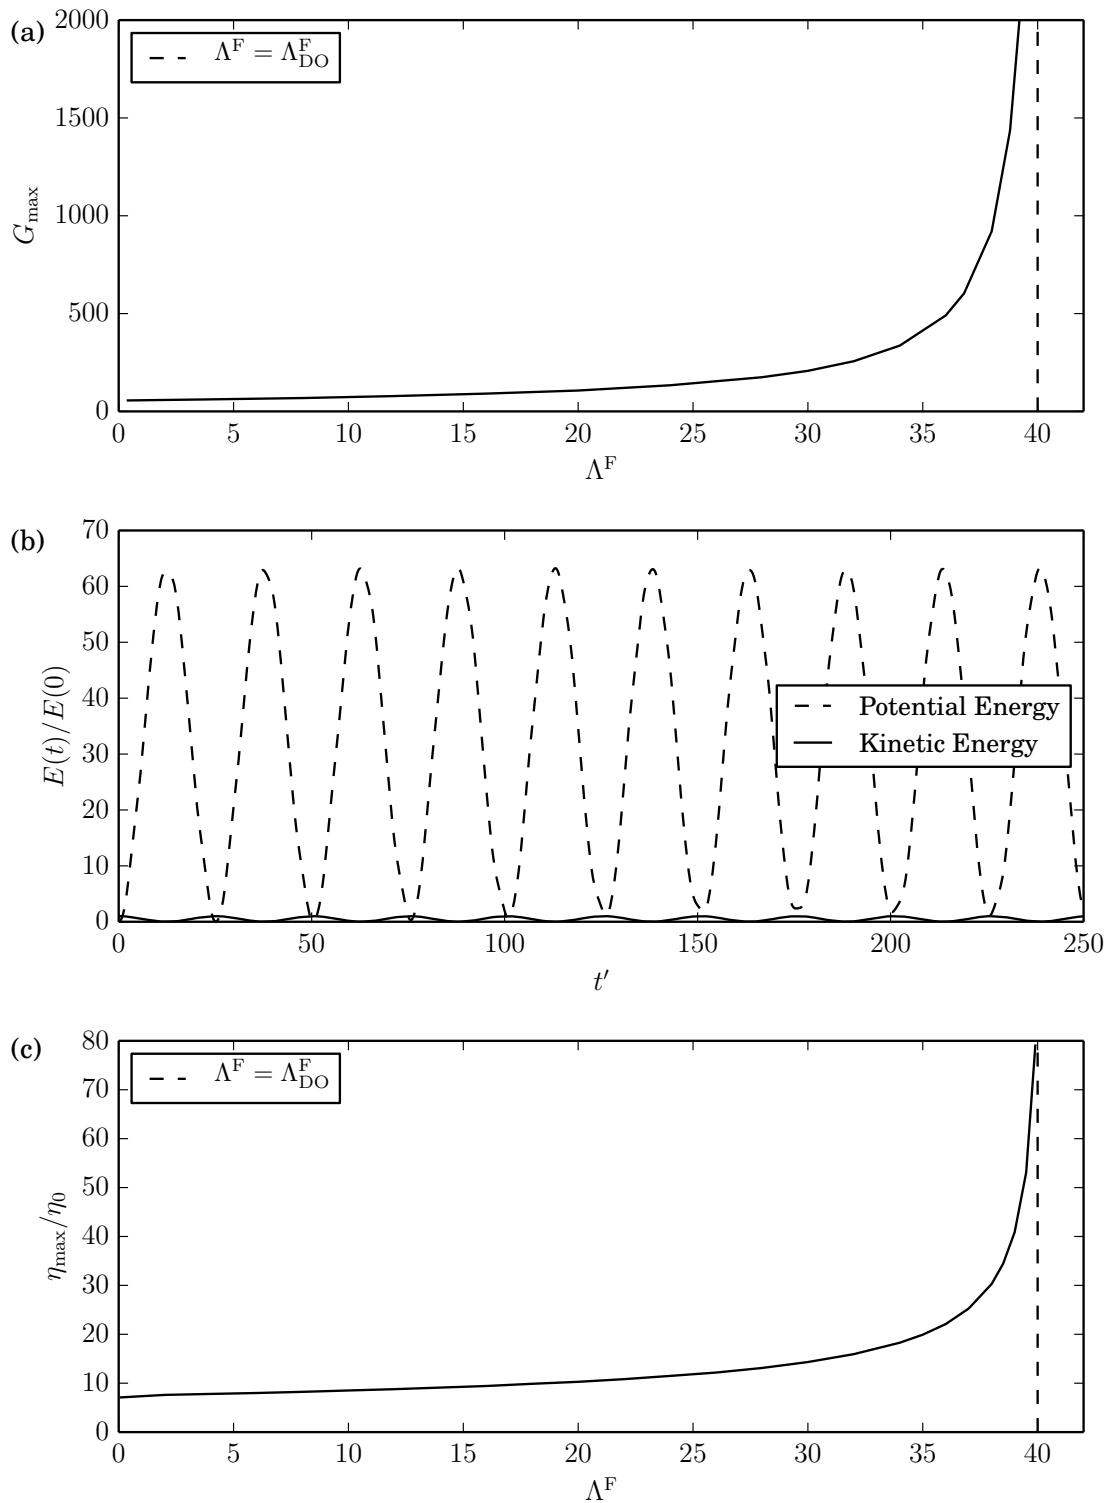 (a)
2000
1500
1000
500
0
G_max
Λ^F = Λ^F_DO
0 5 10 15 20 25 30 35 40
Λ^F
(b)
70
60
50
40
30
20
10
0
E(t)/E(0)
Potential Energy
Kinetic Energy
0 50 100 150 200 250
t′
(c)
80
70
60
50
40
30
20
10
0
η_max/η_0
Λ^F = Λ^F_DO
0 5 10 15 20 25 30 35 40
Λ^F